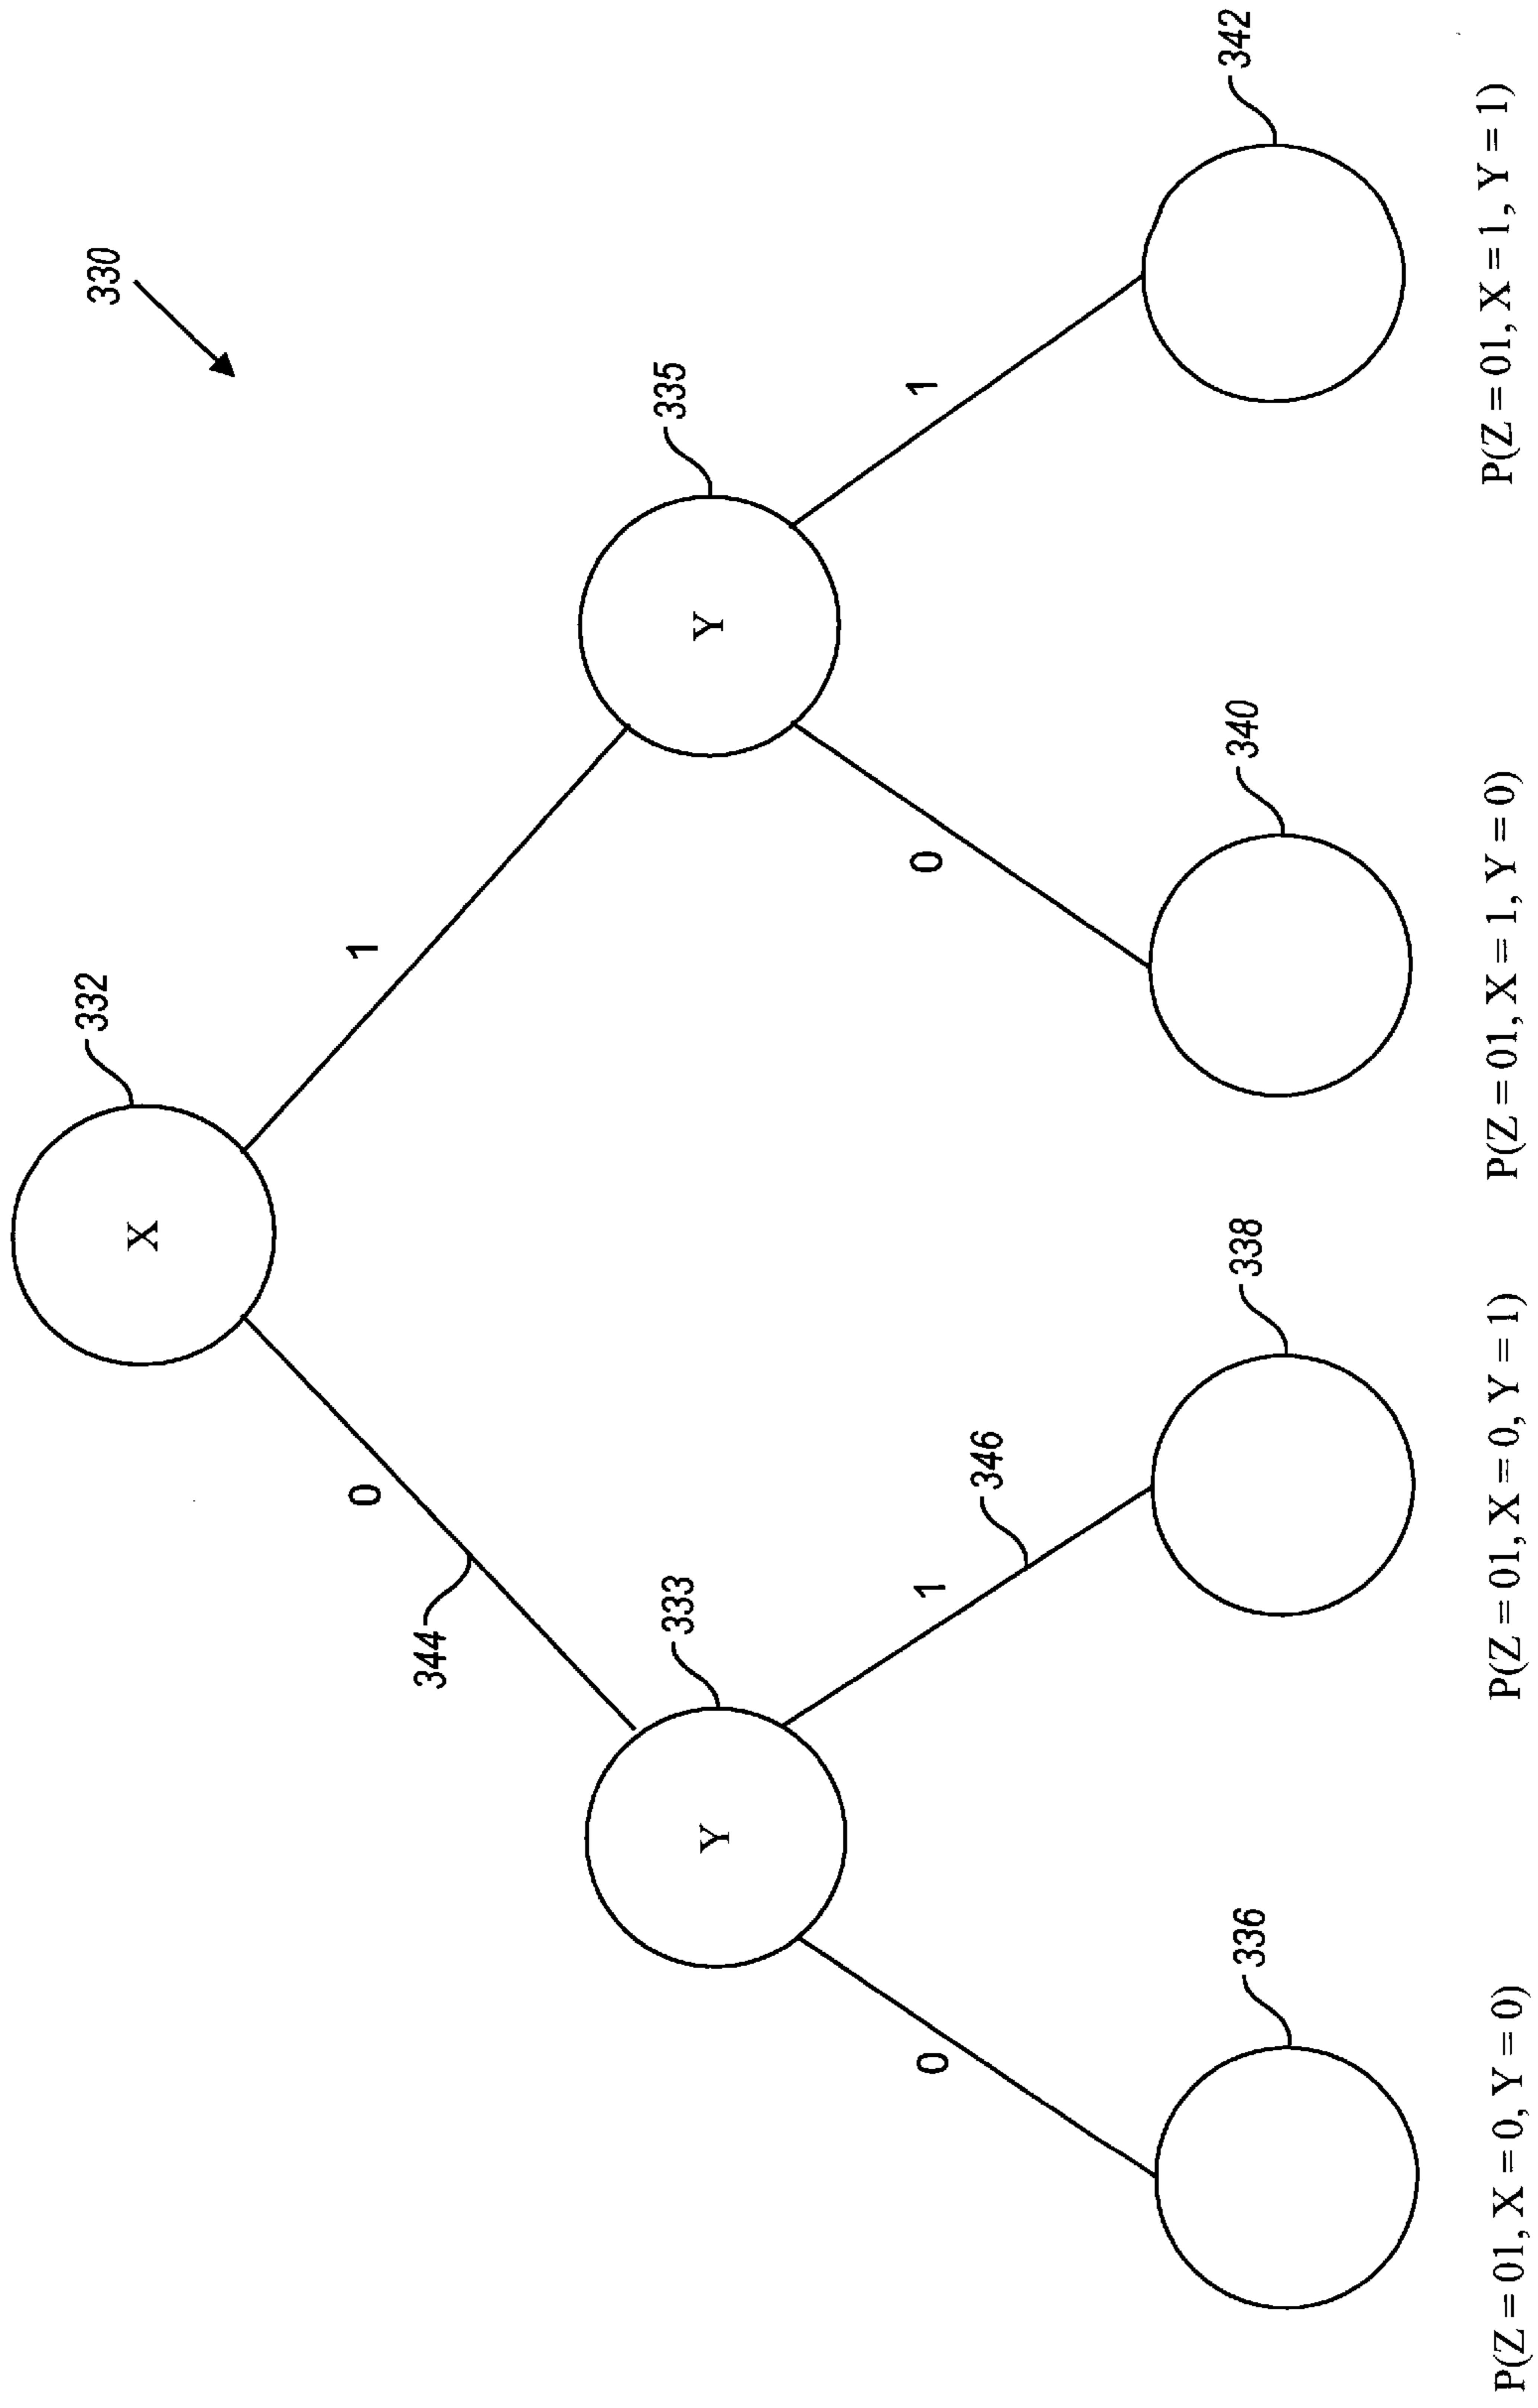 330
332
X
0
1
344
333
335
Y
Y
0
1
346
0
1
336
338
340
342
P(Z = 01, X = 0, Y = 0)
P(Z = 01, X = 0, Y = 1)
P(Z = 01, X = 1, Y = 0)
P(Z = 01, X = 1, Y = 1)